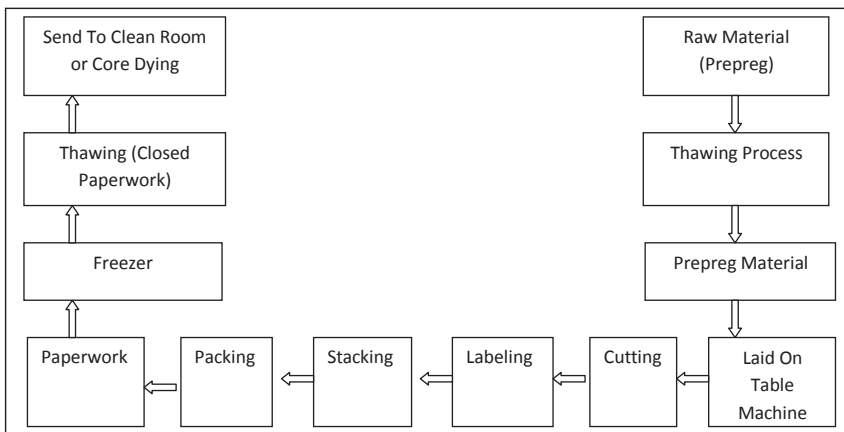 Send To Clean Room
or Core Dying
Raw Material
(Prepreg)
Thawing (Closed
Paperwork)
Thawing Process
Freezer
Prepreg Material
Paperwork
Packing
Stacking
Labeling
Cutting
Laid On
Table
Machine